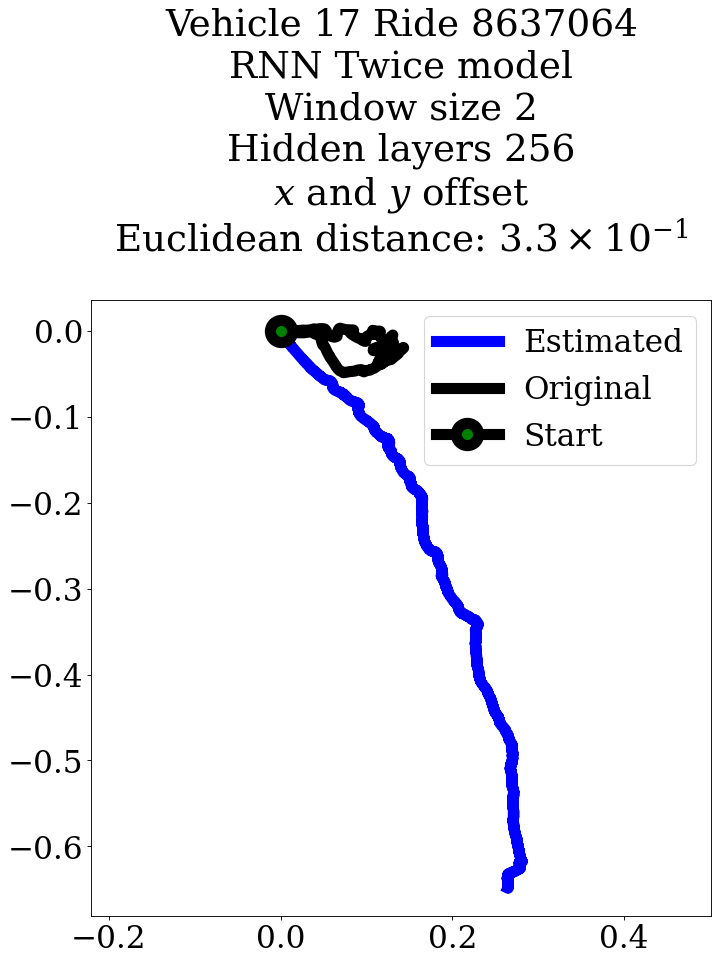 Vehicle 17 Ride 8637064
RNN Twice model
Window size 2
Hidden layers 256
x and y offset
Euclidean distance: 3.3 × 10⁻¹
Estimated
Original
Start
0.0
−0.1
−0.2
−0.3
−0.4
−0.5
−0.6
−0.2 0.0 0.2 0.4